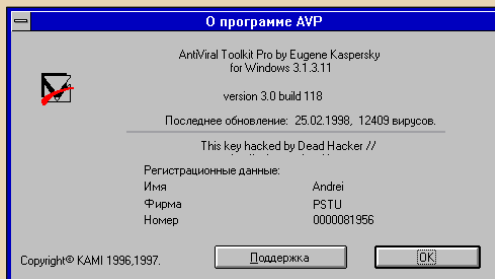 О программе AVP
AntiViral Toolkit Pro by Eugene Kaspersky
for Windows 3.1.3.11
version 3.0 build 118
Последнее обновление: 25.02.1998, 12409 вирусов.
This key hacked by Dead Hacker //
Регистрационные данные:
Имя Andrei
Фирма PSTU
Номер 0000081956
Copyright© KAMI 1996,1997.
Поддержка
OK